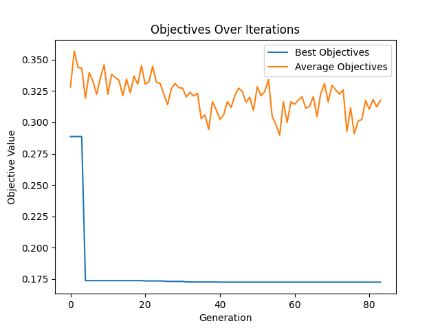 Objectives Over Iterations
Best Objectives
Average Objectives
Objective Value
0.350
0.325
0.300
0.275
0.250
0.225
0.200
0.175
0
20
40
60
80
Generation